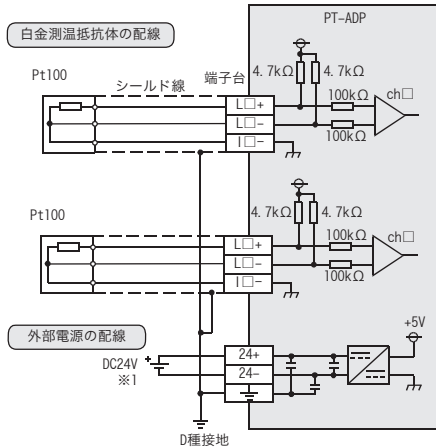 白金測温抵抗体の配線
PT-ADP
Pt100
シールド線
端子台
4.7kΩ
4.7kΩ
100kΩ
ch□
L□+
L□-
I□-
100kΩ
Pt100
4.7kΩ
4.7kΩ
100kΩ
ch□
L□+
L□-
I□-
100kΩ
外部電源の配線
+5V
DC24V
※1
24+
24-
D種接地